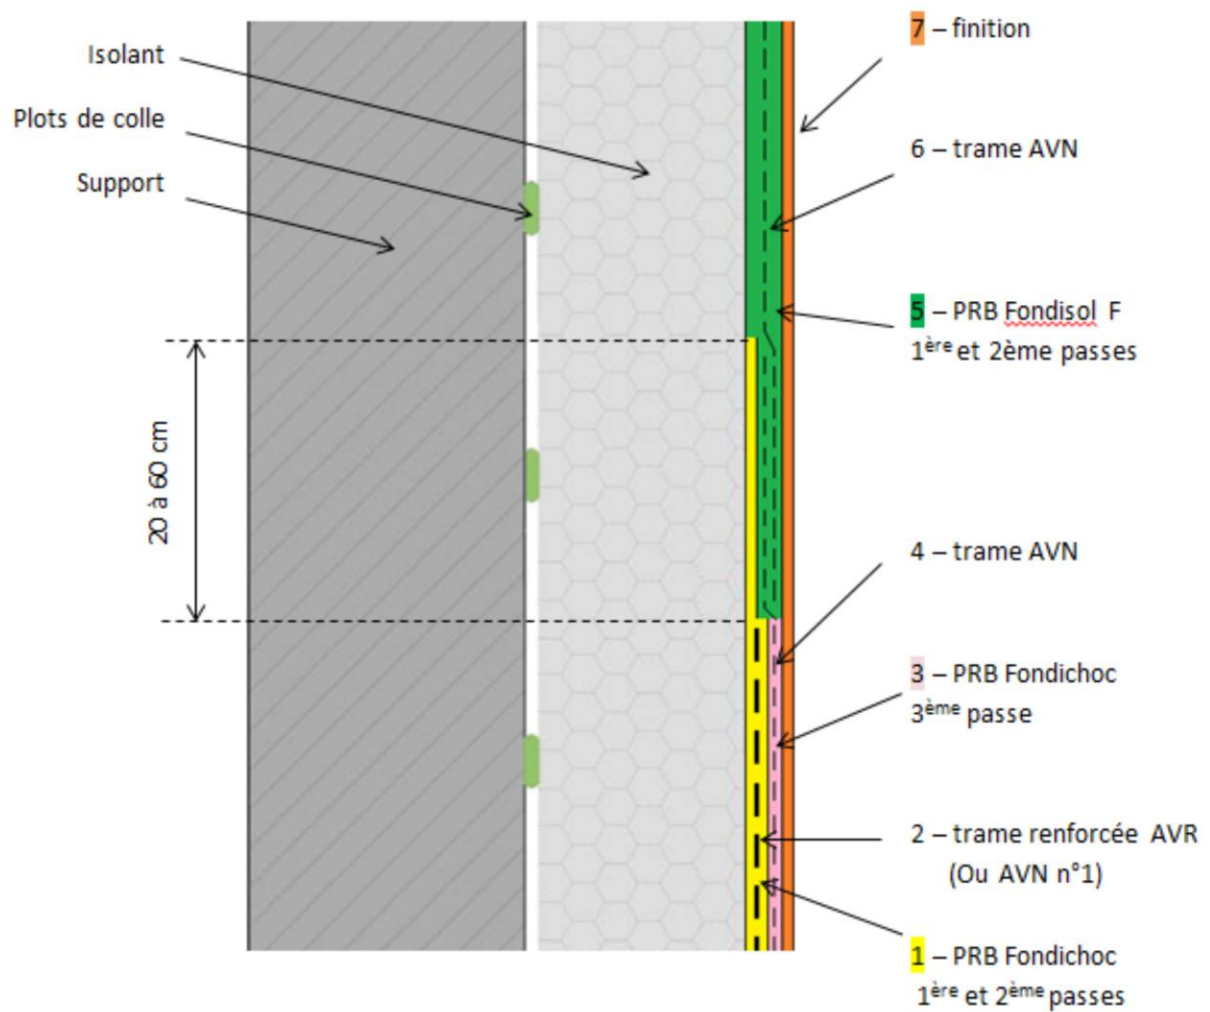 Isolant
Plots de colle
Support
20 à 60 cm
7 – finition
6 – trame AVN
5 – PRB Fondisol F
1ère et 2ème passes
4 – trame AVN
3 – PRB Fondichoc
3ème passe
2 – trame renforcée AVR
(Ou AVN n°1)
1 – PRB Fondichoc
1ère et 2ème passes